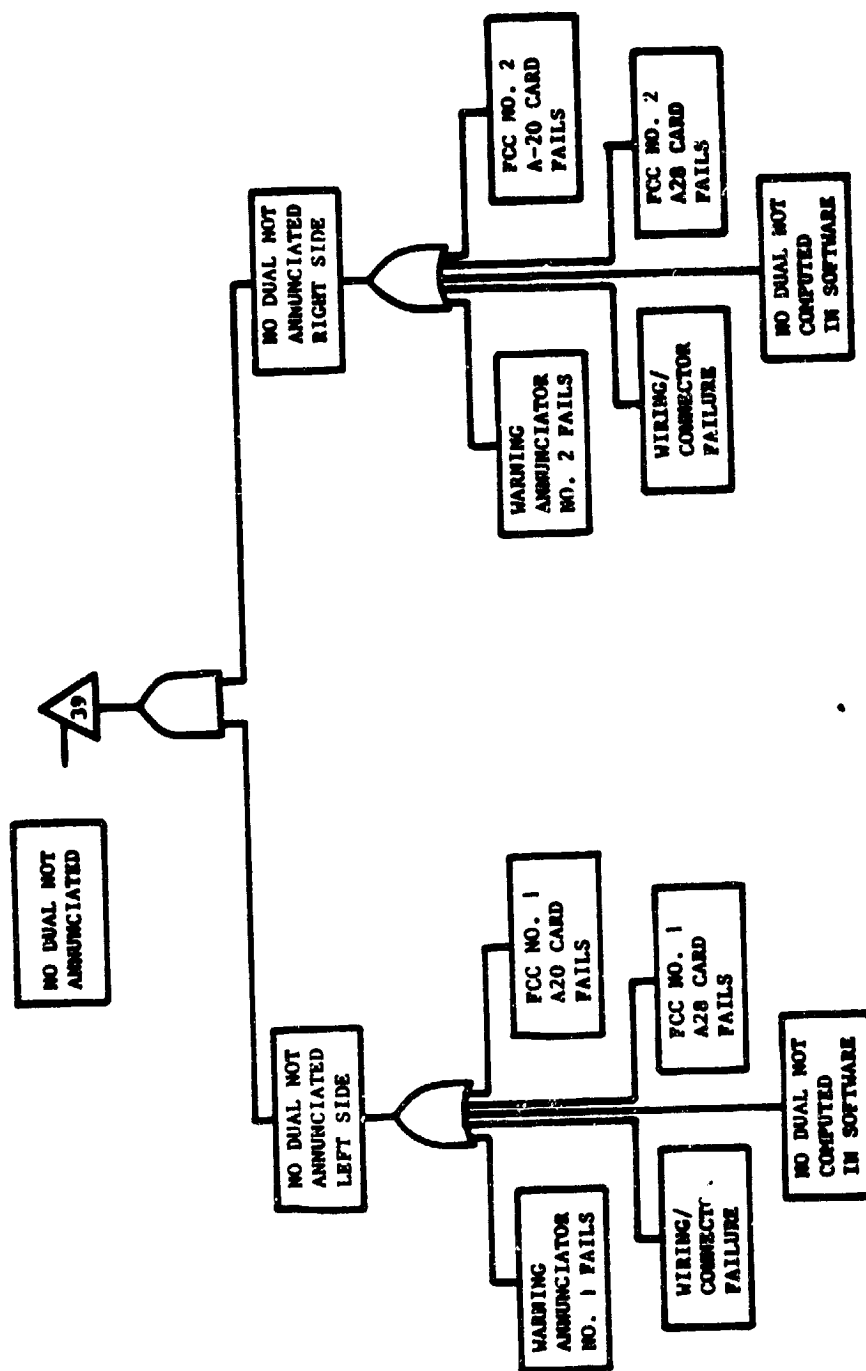 NO DUAL NOT
ANNUNCIATED
39
NO DUAL NOT
ANNUNCIATED
LEFT SIDE
NO DUAL NOT
ANNUNCIATED
RIGHT SIDE
WARNING
ANNUNCIATOR
NO. 1 FAILS
FCC NO. 1
A20 CARD
FAILS
WIRING/
FAILURE
FCC NO. 1
A28 CARD
FAILS
NO DUAL NOT
COMPUTED
IN SOFTWARE
WARNING
ANNUNCIATOR
NO. 2 FAILS
FCC NO. 2
A-20 CARD
FAILS
WIRING/
CONNECTOR
FAILURE
FCC NO. 2
A28 CARD
FAILS
NO DUAL NOT
COMPUTED
IN SOFTWARE